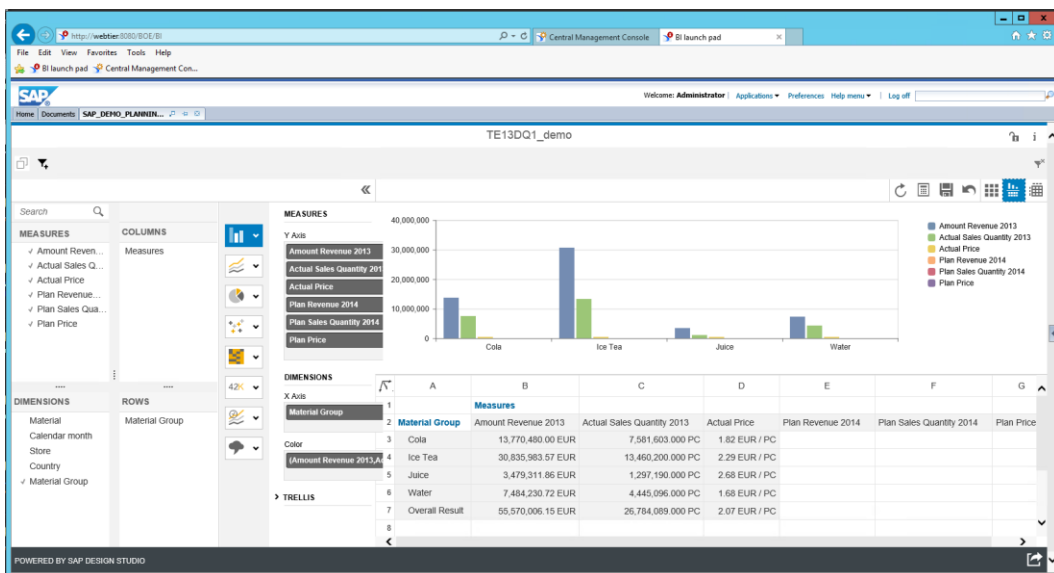 http://webtier:8080/BOE/BI
Central Management Console
BI launch pad
File Edit View Favorites Tools Help
BI launch pad Central Management Con...
SAP
Welcome: Administrator | Applications Preferences Help menu | Log off
Home Documents SAP_DEMO_PLANNIN...
TE13DQ1_demo
Search
MEASURES
✓ Amount Reven...
✓ Actual Sales Q...
✓ Actual Price
✓ Plan Revenue...
✓ Plan Sales Qua...
✓ Plan Price
COLUMNS
Measures
DIMENSIONS
Material
Calendar month
Store
Country
✓ Material Group
ROWS
Material Group
42
MEASURES
Y Axis
Amount Revenue 2013
Actual Sales Quantity 201
Actual Price
Plan Revenue 2014
Plan Sales Quantity 2014
Plan Price
DIMENSIONS
X Axis
Material Group
Color
(Amount Revenue 2013,A
TRELLIS
40,000,000
30,000,000
20,000,000
10,000,000
0
Cola Ice Tea Juice Water
Amount Revenue 2013
Actual Sales Quantity 2013
Actual Price
Plan Revenue 2014
Plan Sales Quantity 2014
Plan Price
A B C D E F G
1 Measures
2 Material Group Amount Revenue 2013 Actual Sales Quantity 2013 Actual Price Plan Revenue 2014 Plan Sales Quantity 2014 Plan Price
3 Cola 13,770,480.00 EUR 7,581,603.000 PC 1.82 EUR / PC
4 Ice Tea 30,835,983.57 EUR 13,460,200.000 PC 2.29 EUR / PC
5 Juice 3,479,311.86 EUR 1,297,190.000 PC 2.68 EUR / PC
6 Water 7,484,230.72 EUR 4,445,096.000 PC 1.68 EUR / PC
7 Overall Result 55,570,006.15 EUR 26,784,089.000 PC 2.07 EUR / PC
8
POWERED BY SAP DESIGN STUDIO